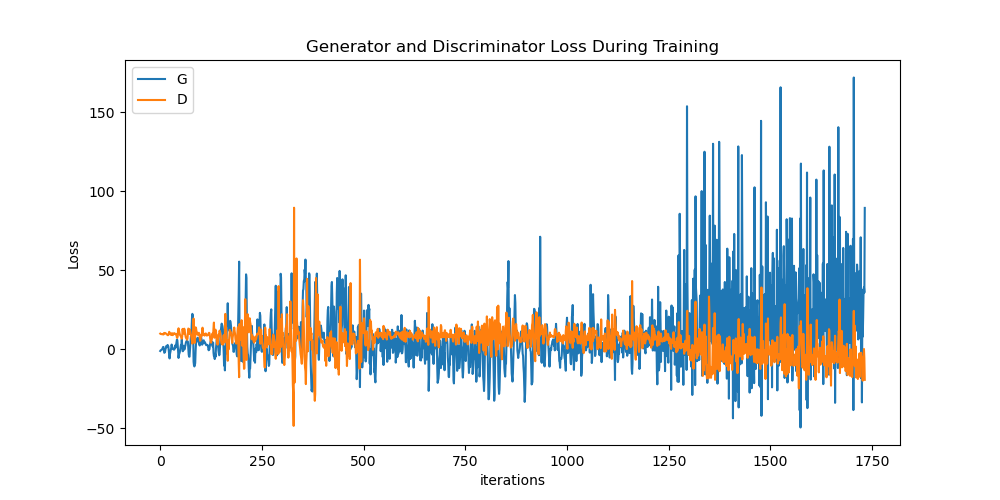 Generator and Discriminator Loss During Training
G
D
150
100
50
0
−50
Loss
0 250 500 750 1000 1250 1500 1750
iterations